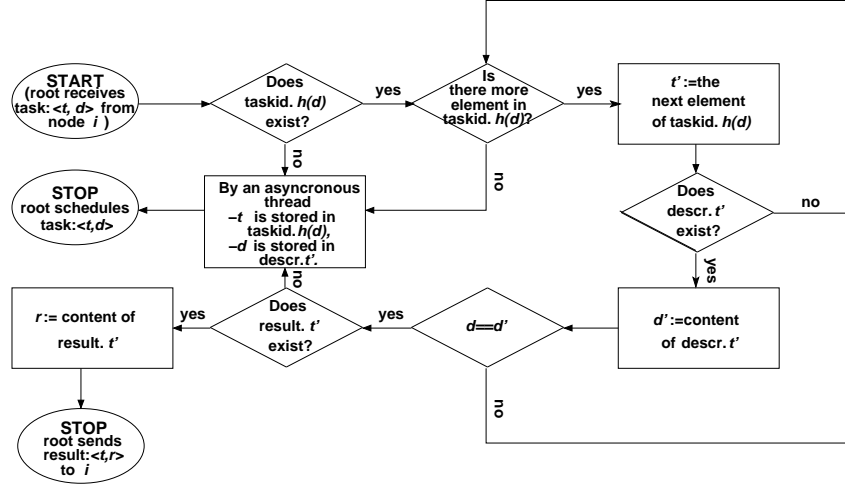 START
(root receives
task:<t, d> from
node i )
Does
taskid. h(d)
exist?
yes
no
Is
there more
element in
taskid. h(d)?
yes
no
t' :=the
next element
of taskid. h(d)
Does
descr. t'
exist?
no
yes
STOP
root schedules
task:<t,d>
By an asyncronous
thread
–t is stored in
taskid.h(d),
–d is stored in
descr.t'.
no
r := content of
result. t'
yes
Does
result. t'
exist?
yes
d==d'
no
d' :=content
of descr. t'
STOP
root sends
result:<t,r>
to i